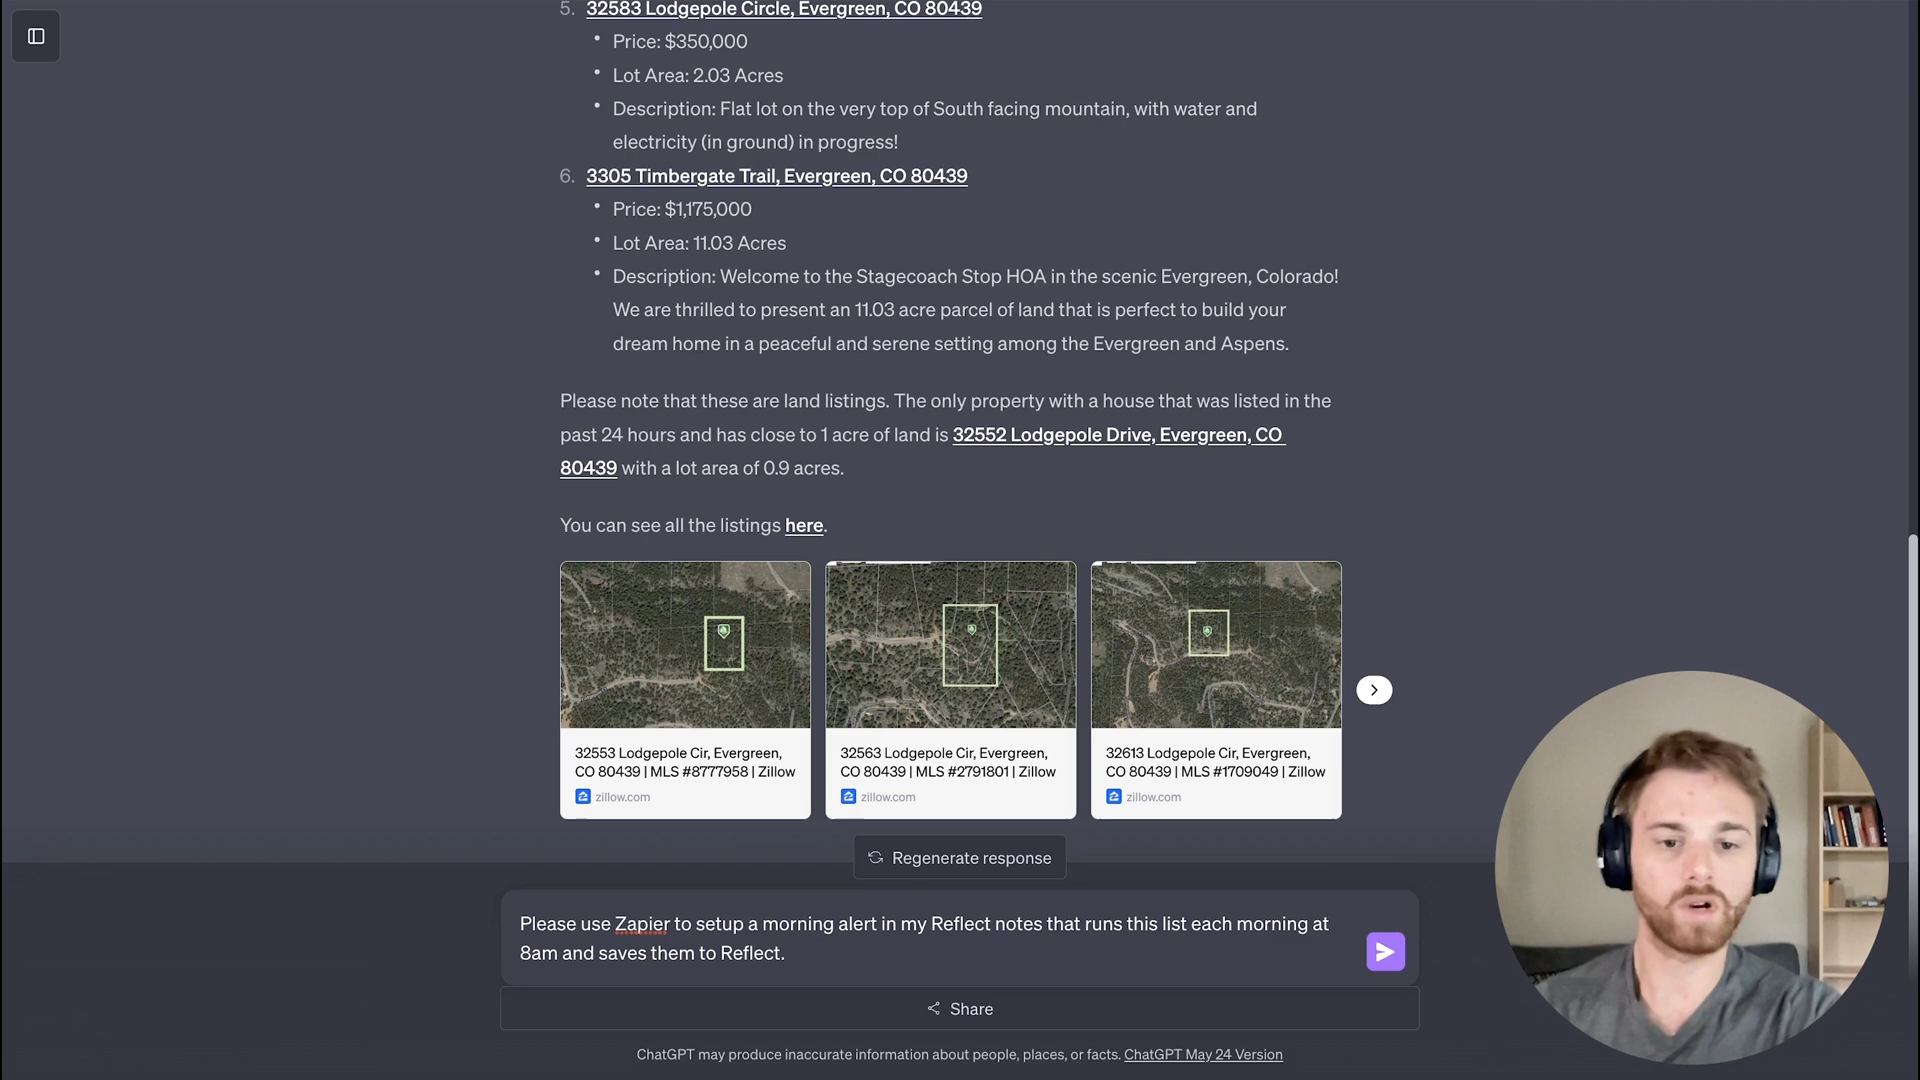 5. 32583 Lodgepole Circle, Evergreen, CO 80439
• Price: $350,000
• Lot Area: 2.03 Acres
• Description: Flat lot on the very top of South facing mountain, with water and
electricity (in ground) in progress!
6. 3305 Timbergate Trail, Evergreen, CO 80439
• Price: $1,175,000
• Lot Area: 11.03 Acres
• Description: Welcome to the Stagecoach Stop HOA in the scenic Evergreen, Colorado!
We are thrilled to present an 11.03 acre parcel of land that is perfect to build your
dream home in a peaceful and serene setting among the Evergreen and Aspens.
Please note that these are land listings. The only property with a house that was listed in the
past 24 hours and has close to 1 acre of land is 32552 Lodgepole Drive, Evergreen, CO
80439 with a lot area of 0.9 acres.
You can see all the listings here.
32553 Lodgepole Cir, Evergreen,
CO 80439 | MLS #8777958 | Zillow
zillow.com
32563 Lodgepole Cir, Evergreen,
CO 80439 | MLS #2791801 | Zillow
zillow.com
32613 Lodgepole Cir, Evergreen,
CO 80439 | MLS #1709049 | Zillow
zillow.com
Regenerate response
Please use Zapier to setup a morning alert in my Reflect notes that runs this list each morning at
8am and saves them to Reflect.
Share
ChatGPT may produce inaccurate information about people, places, or facts. ChatGPT May 24 Version